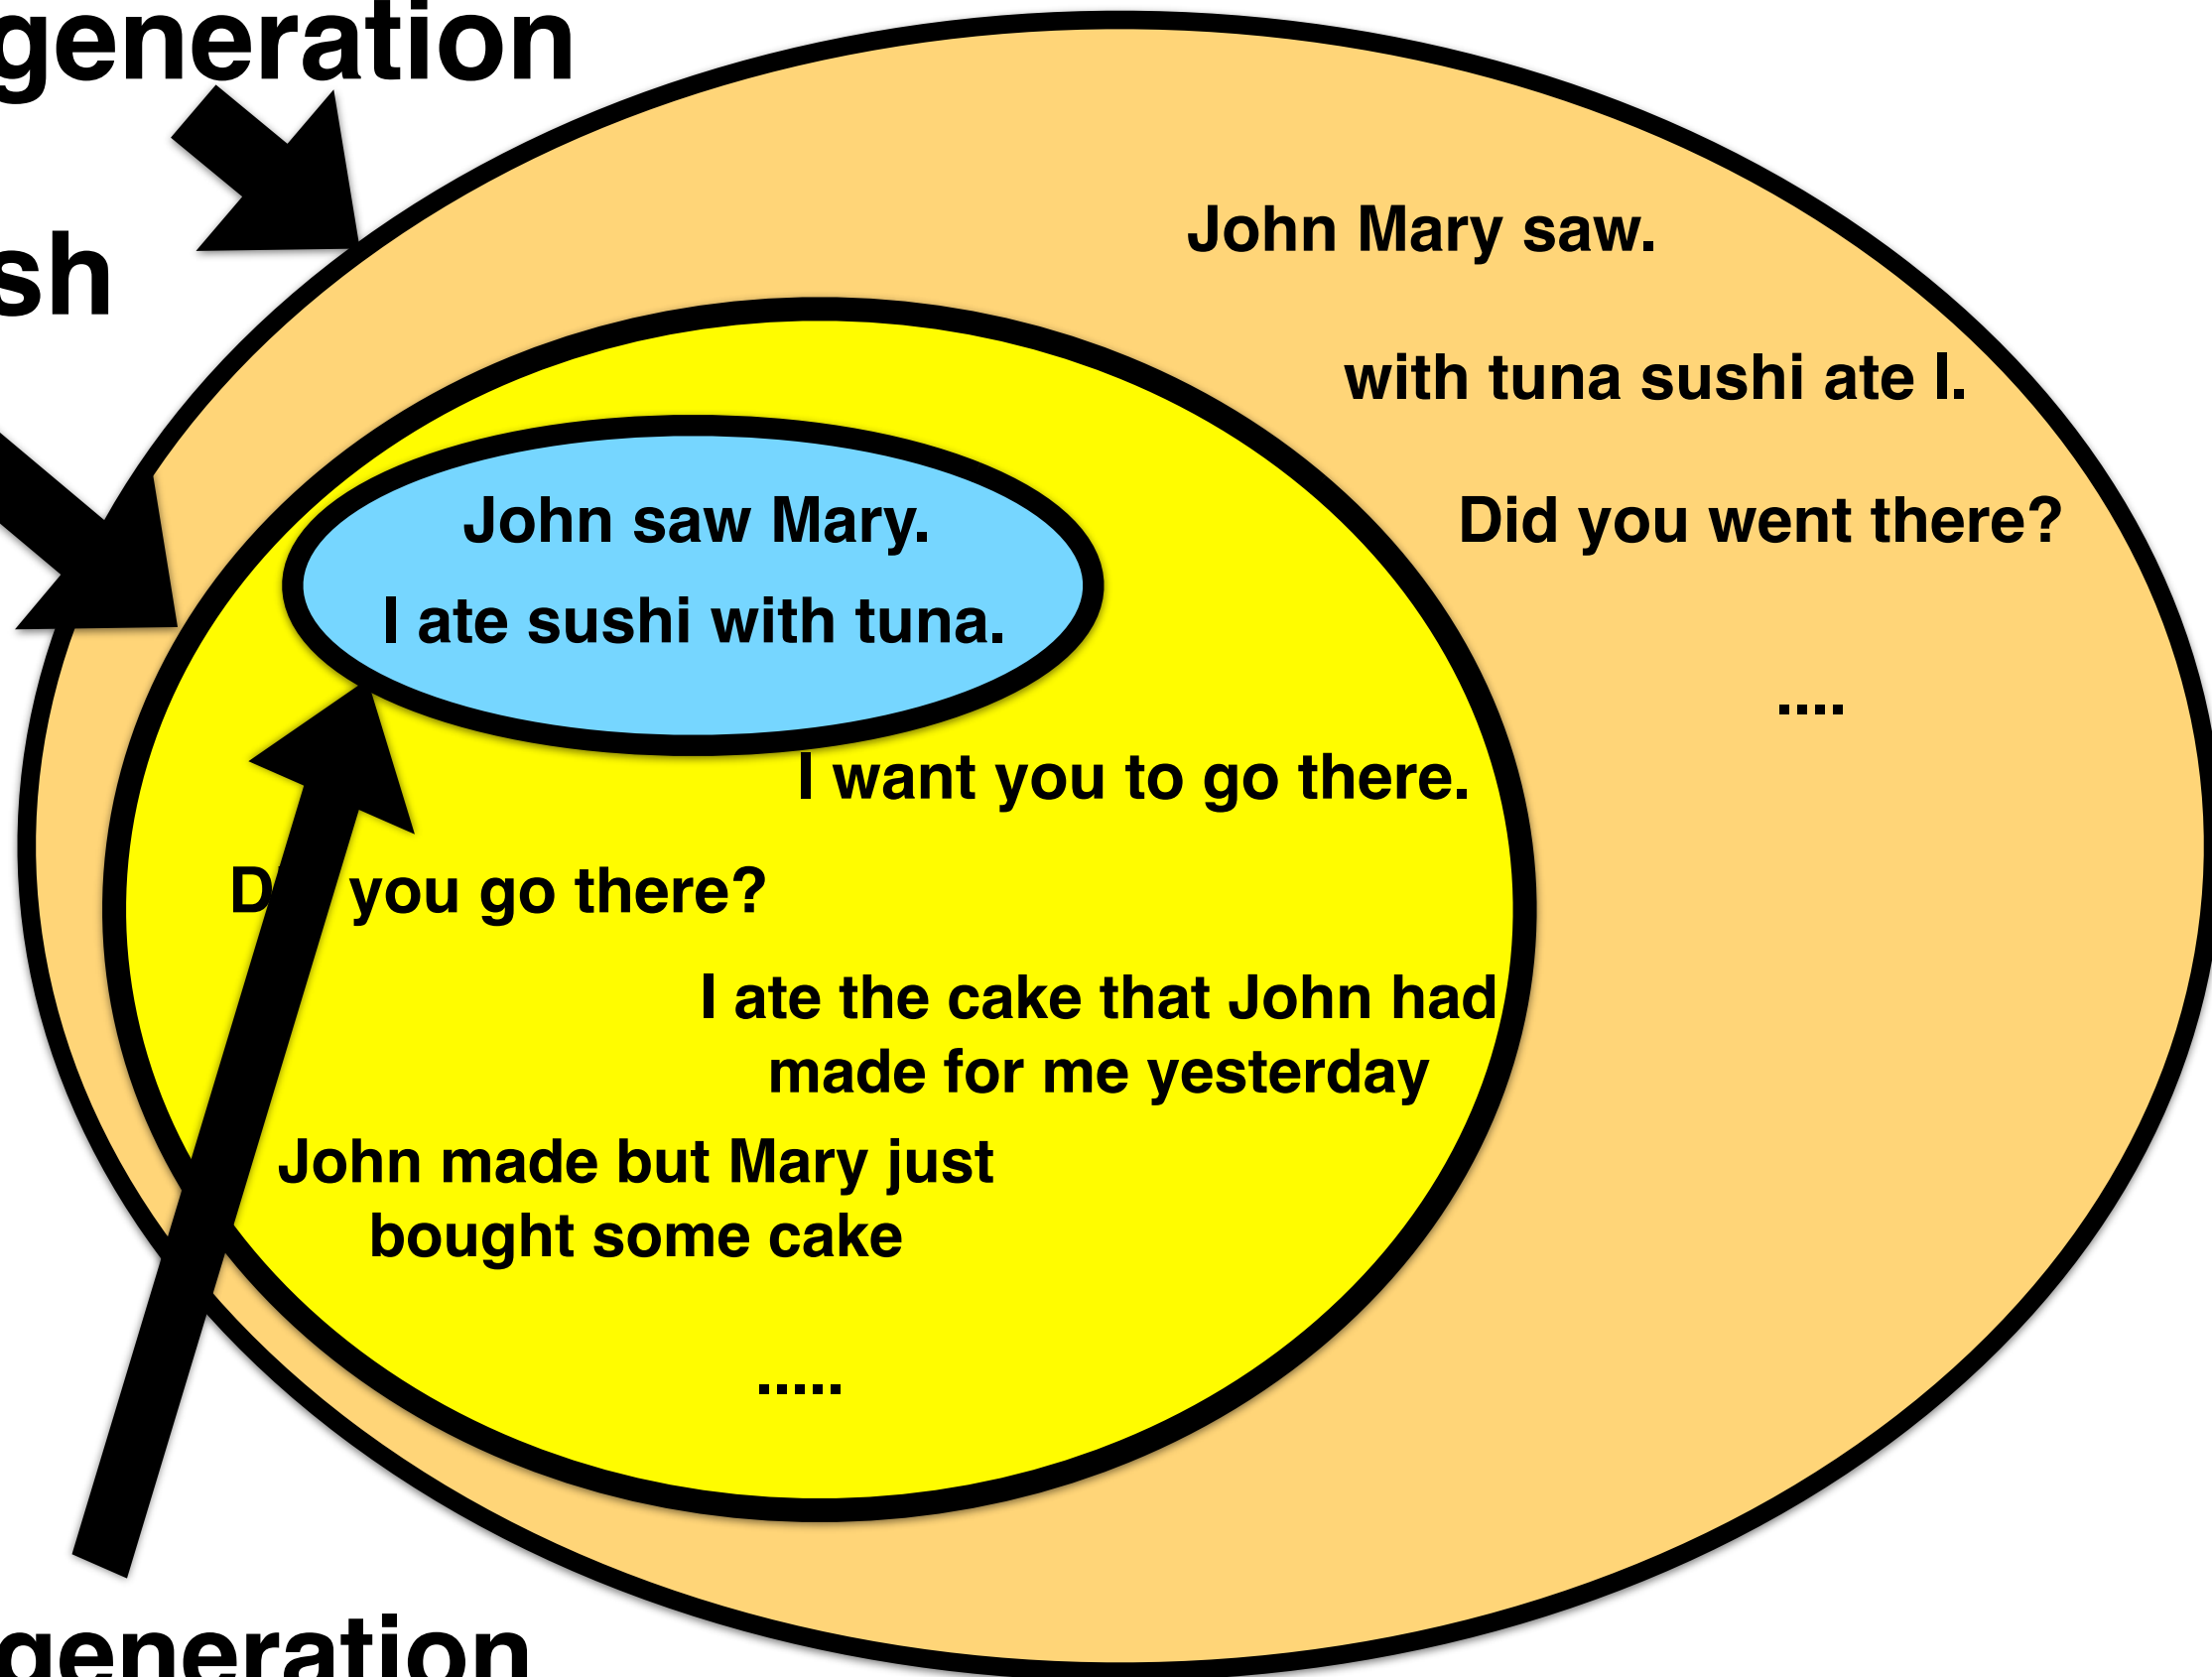 generation
sh
John Mary saw.
with tuna sushi ate I.
Did you went there?
....
John saw Mary.
I ate sushi with tuna.
I want you to go there.
you go there?
I ate the cake that John had
made for me yesterday
John made but Mary just
bought some cake
.....
generation